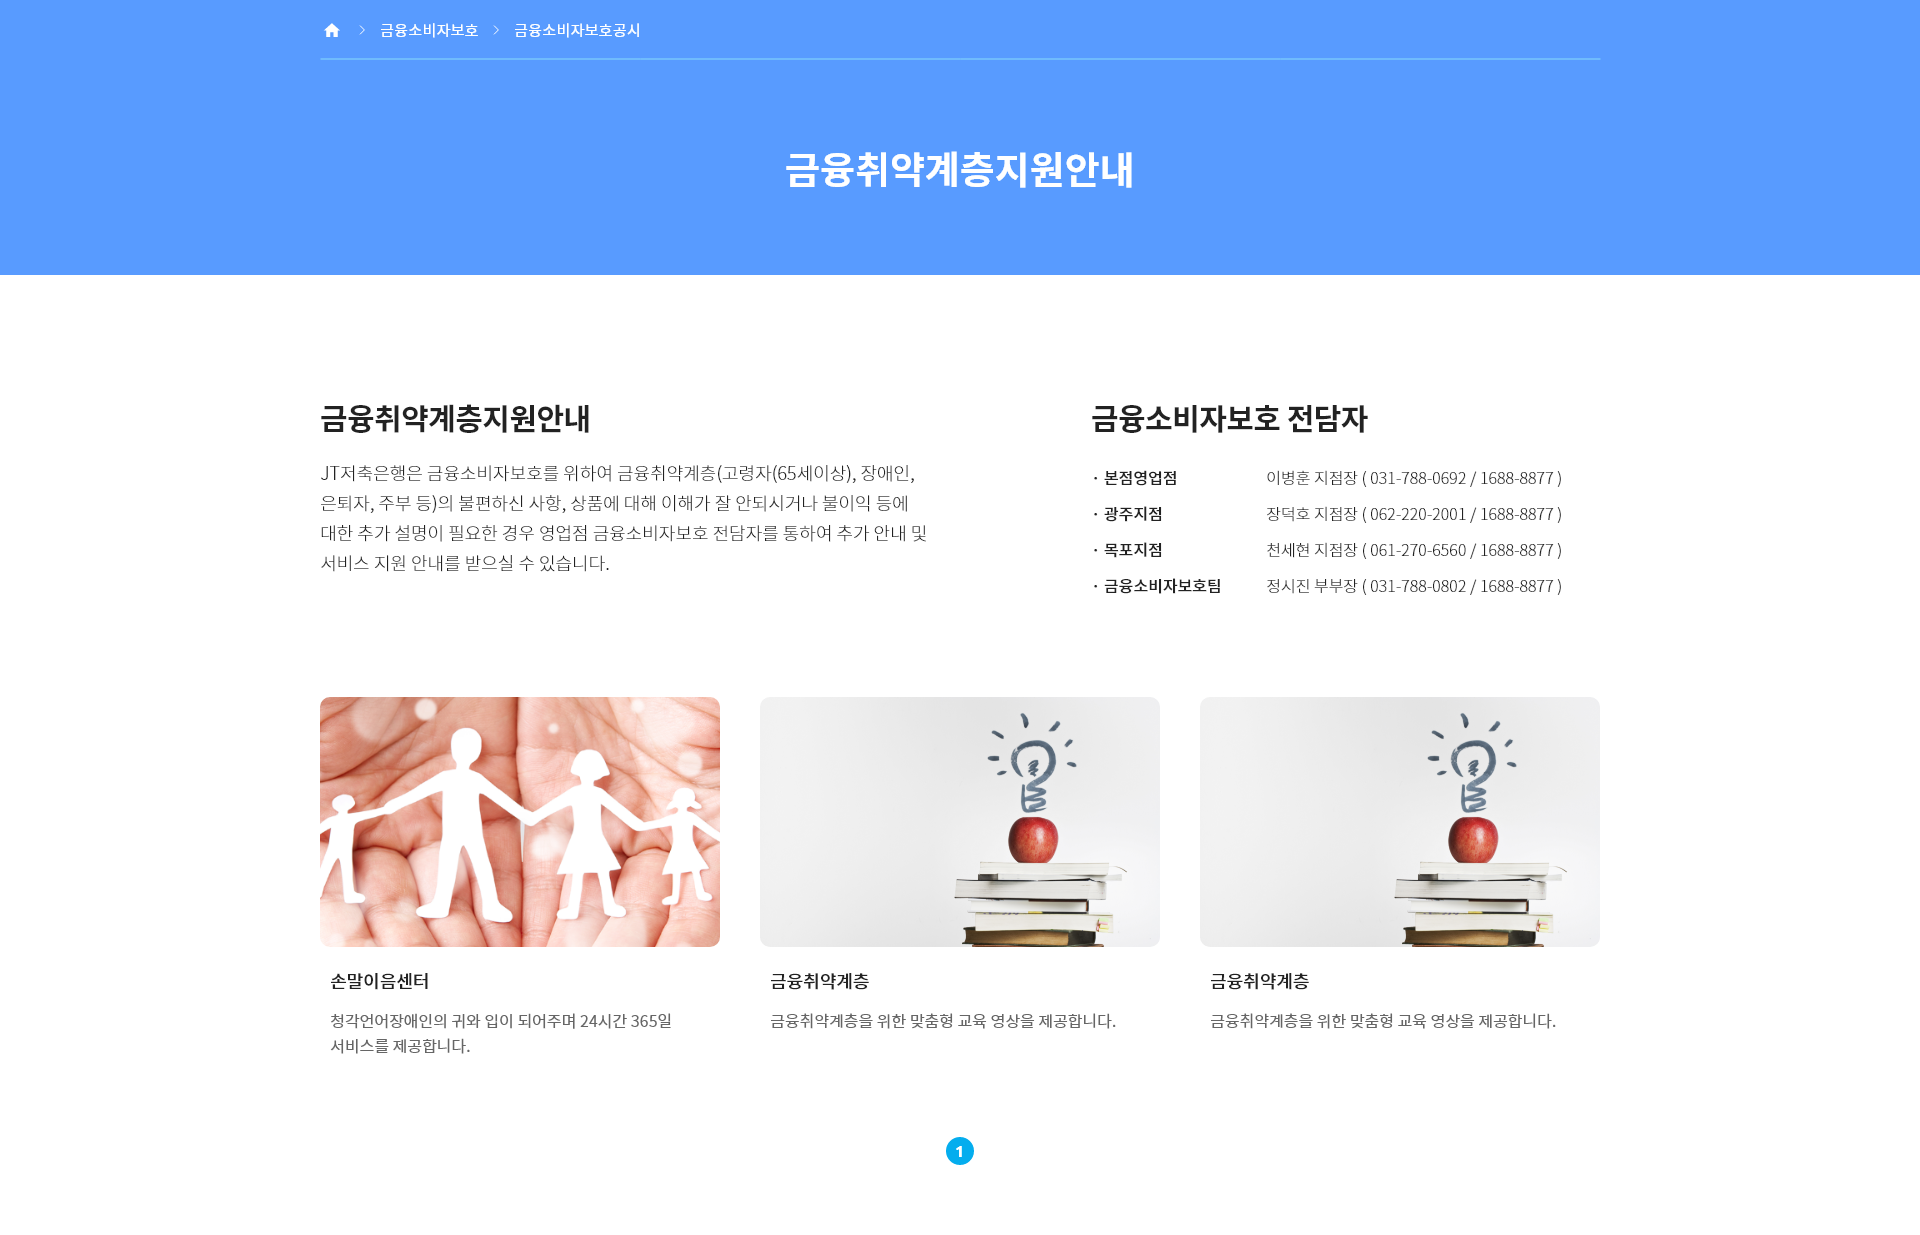 금융소비자보호 금융소비자보호공시
금융취약계층지원안내
금융취약계층지원안내
JT저축은행은 금융소비자보호를 위하여 금융취약계층(고령자(65세이상), 장애인,
은퇴자, 주부 등)의 불편하신 사항, 상품에 대해 이해가 잘 안되시거나 불이익 등에
대한 추가 설명이 필요한 경우 영업점 금융소비자보호 전담자를 통하여 추가 안내 및
서비스 지원 안내를 받으실 수 있습니다.
금융소비자보호 전담자
· 본점영업점 이병훈 지점장 ( 031-788-0692 / 1688-8877 )
· 광주지점 장덕호 지점장 ( 062-220-2001 / 1688-8877 )
· 목포지점 천세현 지점장 ( 061-270-6560 / 1688-8877 )
· 금융소비자보호팀 정시진 부부장 ( 031-788-0802 / 1688-8877 )
손말이음센터
청각언어장애인의 귀와 입이 되어주며 24시간 365일
서비스를 제공합니다.
금융취약계층
금융취약계층을 위한 맞춤형 교육 영상을 제공합니다.
금융취약계층
금융취약계층을 위한 맞춤형 교육 영상을 제공합니다.
1